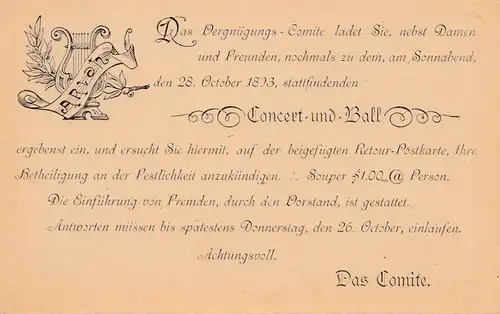 ARION
Das Vergnügungs-Comite ladet Sie, nebst Damen
und Freunden, nochmals zu dem, am Sonnabend,
den 28. October 1893, stattfindenden
Concert-und-Ball
ergebenst ein, und ersucht Sie hiermit, auf der beigefügten Retour-Postkarte, Ihre
Betheiligung an der Festlichkeit anzukündigen. ∴ Souper $1.00 @ Person.
Die Einführung von Fremden, durch den Vorstand, ist gestattet.
Antworten müssen bis spätestens Donnerstag, den 26. October, einlaufen.
Achtungsvoll.
Das Comite.